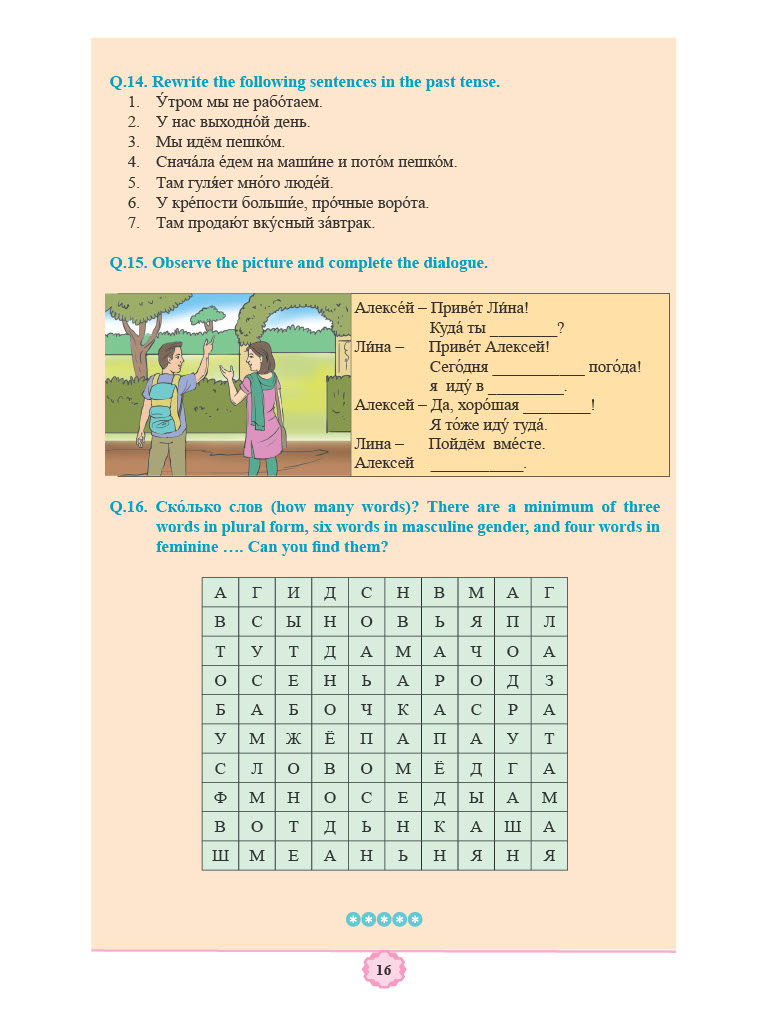 Q.14. Rewrite the following sentences in the past tense.
1. У́тром мы не рабо́таем.
2. У нас выходно́й день.
3. Мы идём пешко́м.
4. Снача́ла е́дем на маши́не и пото́м пешко́м.
5. Там гуля́ет мно́го люде́й.
6. У кре́пости больши́е, про́чные воро́та.
7. Там продаю́т вку́сный за́втрак.
Q.15. Observe the picture and complete the dialogue.
Алексе́й – Приве́т Ли́на!
Куда́ ты ________?
Ли́на – Приве́т Алексей!
Сего́дня ___________ пого́да!
я иду́ в _________.
Алексей – Да, хоро́шая ________!
Я то́же иду́ туда́.
Лина – Пойдём вме́сте.
Алексей ___________.
Q.16. Ско́лько слов (how many words)? There are a minimum of three
words in plural form, six words in masculine gender, and four words in
feminine …. Can you find them?
А Г И Д С Н В М А Г
В С Ы Н О В Ь Я П Л
Т У Т Д А М А Ч О А
О С Е Н Ь А Р О Д З
Б А Б О Ч К А С Р А
У М Ж Ё П А П А У Т
С Л О В О М Ё Д Г А
Ф М Н О С Е Д Ы А М
В О Т Д Ь Н К А Ш А
Ш М Е А Н Ь Н Я Н Я
16